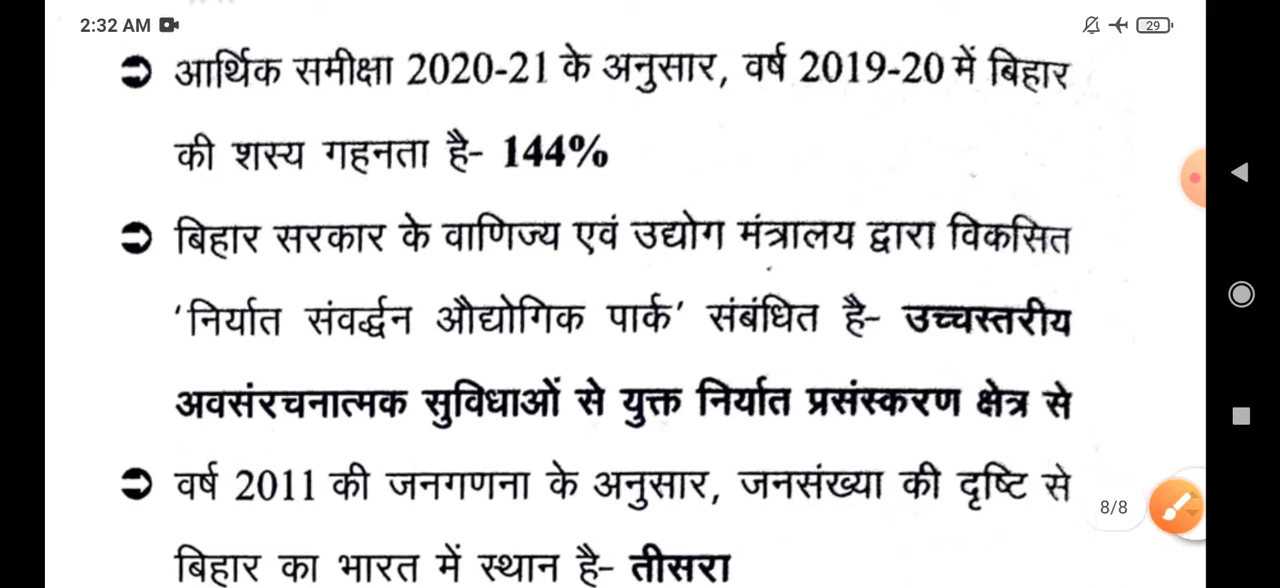 2:32 AM
29
➲ आर्थिक समीक्षा 2020-21 के अनुसार, वर्ष 2019-20 में बिहार
की शस्य गहनता है- 144%
➲ बिहार सरकार के वाणिज्य एवं उद्योग मंत्रालय द्वारा विकसित
'निर्यात संवर्द्धन औद्योगिक पार्क' संबंधित है- उच्चस्तरीय
अवसंरचनात्मक सुविधाओं से युक्त निर्यात प्रसंस्करण क्षेत्र से
➲ वर्ष 2011 की जनगणना के अनुसार, जनसंख्या की दृष्टि से
8/8
बिहार का भारत में स्थान है- तीसरा